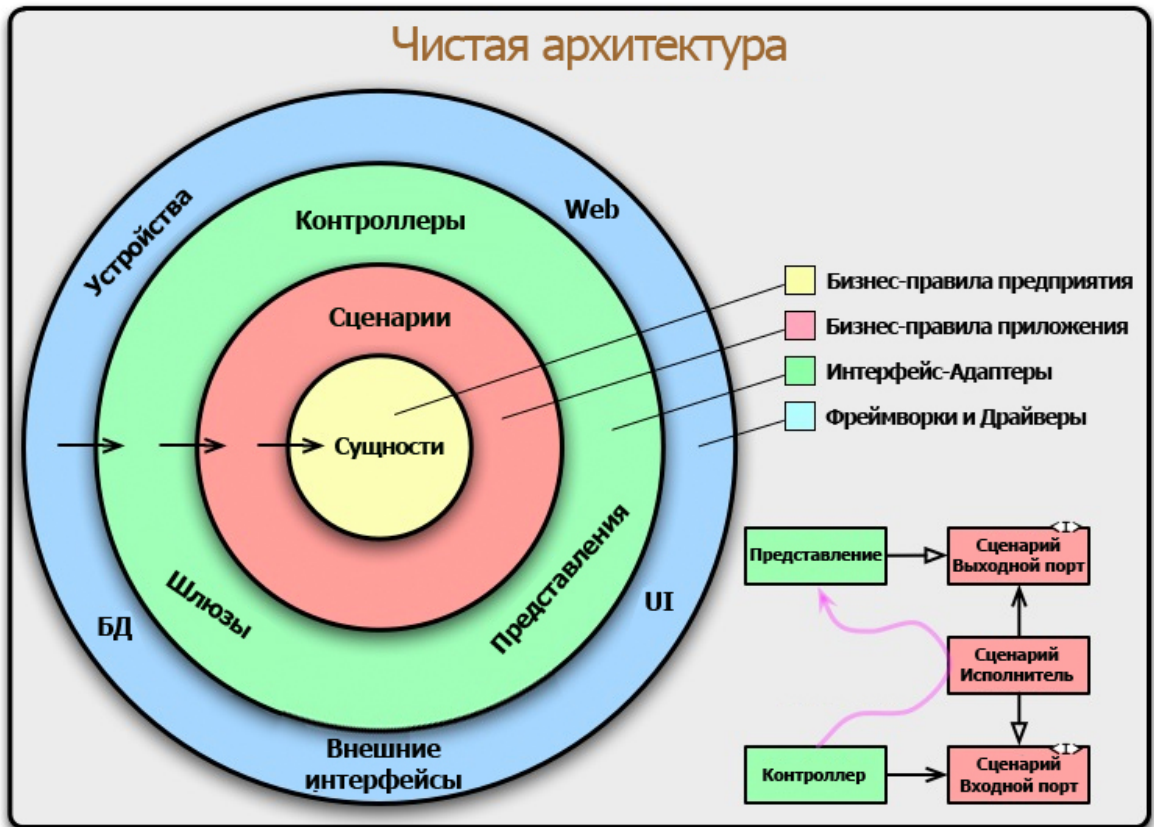 Чистая архитектура
Устройства
Web
Контроллеры
Сценарии
Сущности
Шлюзы
Представления
БД
UI
Внешние
интерфейсы
Бизнес-правила предприятия
Бизнес-правила приложения
Интерфейс-Адаптеры
Фреймворки и Драйверы
Представление
<I>
Сценарий
Выходной порт
Сценарий
Исполнитель
Контроллер
<I>
Сценарий
Входной порт